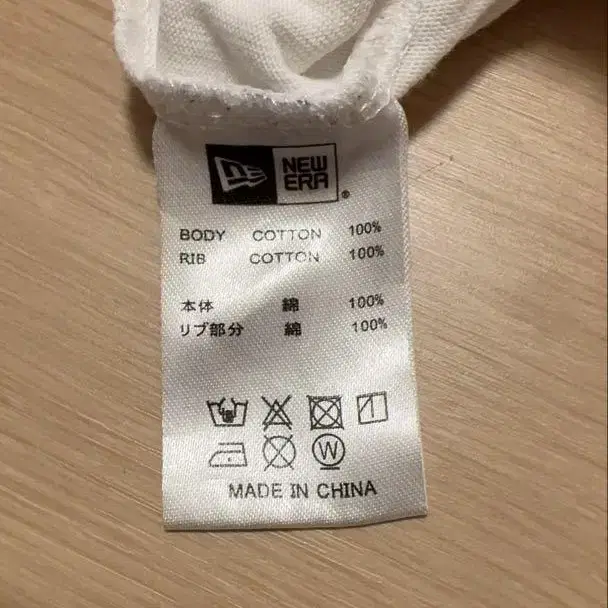 NEW
ERA®
BODY COTTON 100%
RIB COTTON 100%
本体 綿 100%
リブ部分 綿 100%
W
MADE IN CHINA